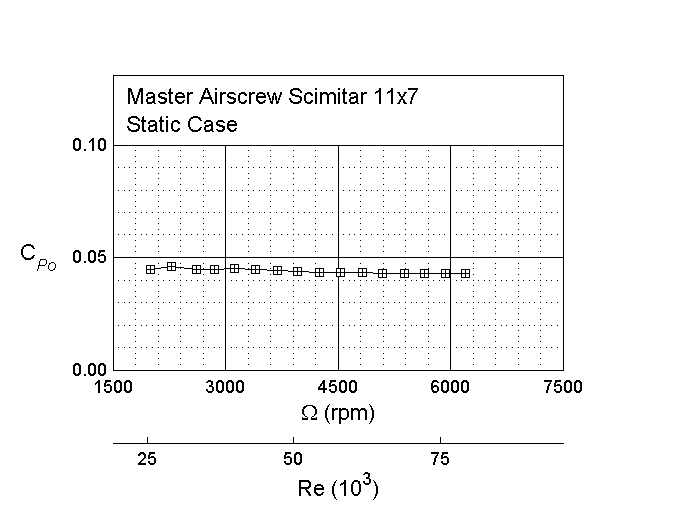 Master Airscrew Scimitar 11x7
Static Case
0.10
C_Po 0.05
0.00
1500 3000 4500 6000 7500
Ω (rpm)
25 50 75
Re (10³)